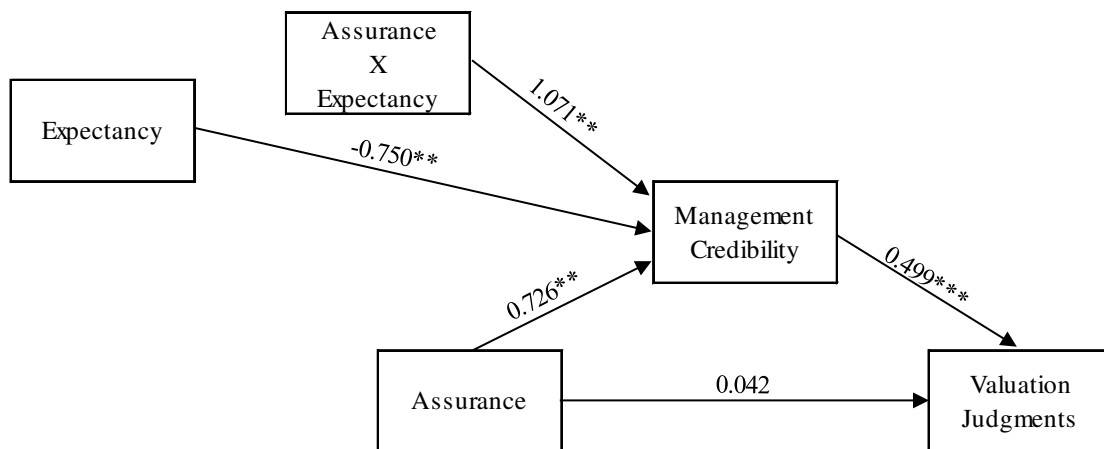 Assurance
X
Expectancy
Expectancy
1.071**
-0.750**
Management
Credibility
0.726**
0.499***
Assurance
0.042
Valuation
Judgments